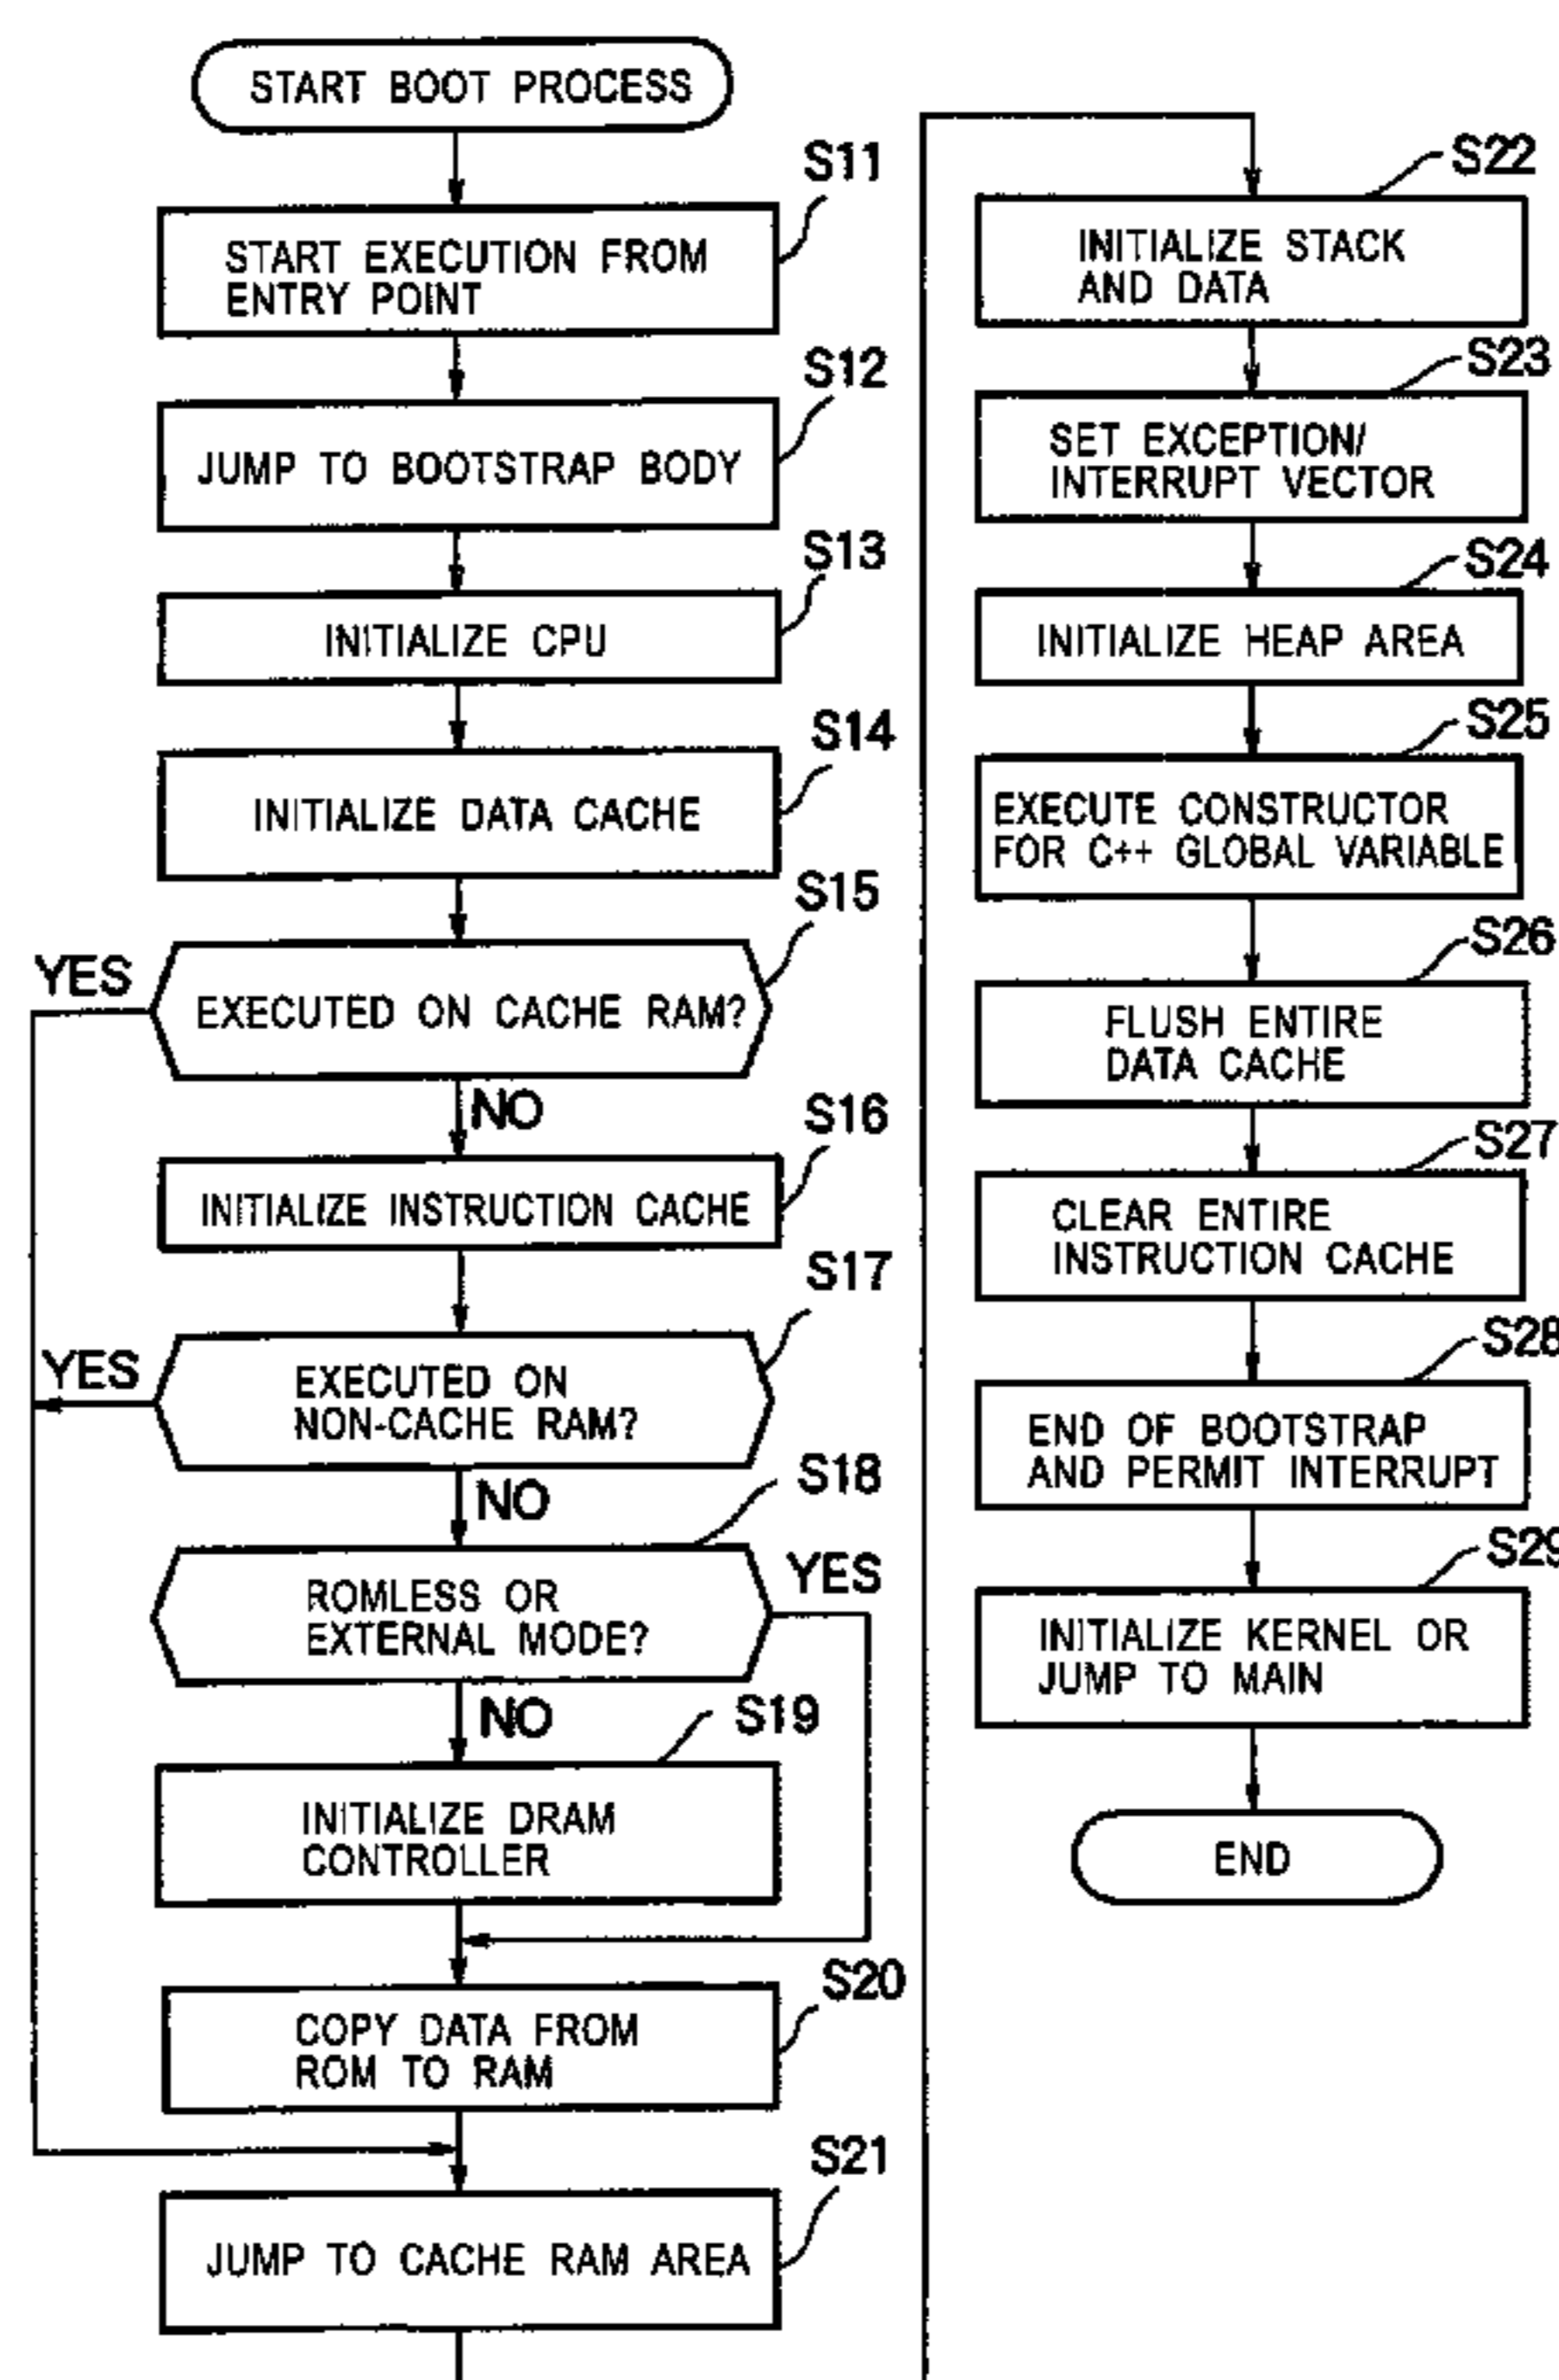 START BOOT PROCESS
S11
START EXECUTION FROM
ENTRY POINT
S12
JUMP TO BOOTSTRAP BODY
S13
INITIALIZE CPU
S14
INITIALIZE DATA CACHE
S15
YES
EXECUTED ON CACHE RAM?
NO
S16
INITIALIZE INSTRUCTION CACHE
S17
YES
EXECUTED ON
NON-CACHE RAM?
NO
S18
YES
ROMLESS OR
EXTERNAL MODE?
NO
S19
INITIALIZE DRAM
CONTROLLER
S20
COPY DATA FROM
ROM TO RAM
S21
JUMP TO CACHE RAM AREA
S22
INITIALIZE STACK
AND DATA
S23
SET EXCEPTION/
INTERRUPT VECTOR
S24
INITIALIZE HEAP AREA
S25
EXECUTE CONSTRUCTOR
FOR C++ GLOBAL VARIABLE
S26
FLUSH ENTIRE
DATA CACHE
S27
CLEAR ENTIRE
INSTRUCTION CACHE
S28
END OF BOOTSTRAP
AND PERMIT INTERRUPT
S29
INITIALIZE KERNEL OR
JUMP TO MAIN
END